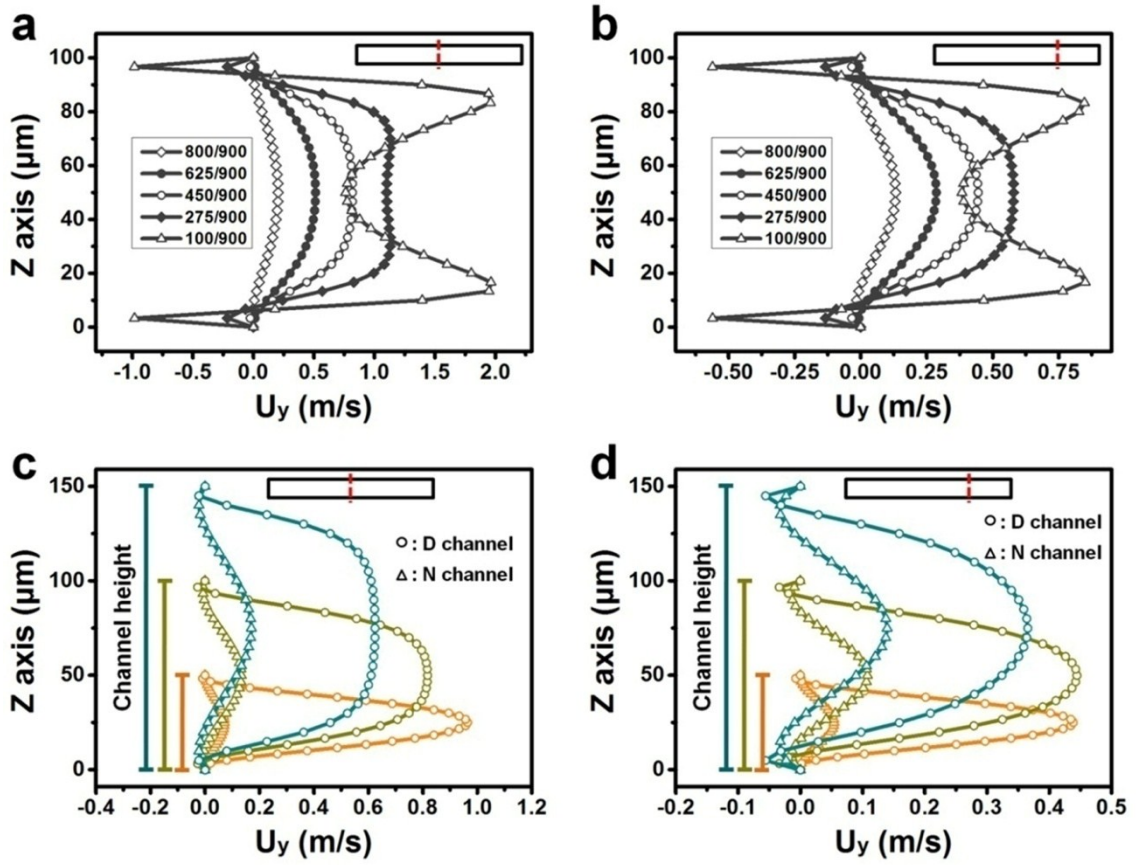 a
100
80
60
40
20
0
Z axis (μm)
800/900
625/900
450/900
275/900
100/900
-1.0 -0.5 0.0 0.5 1.0 1.5 2.0
Uy (m/s)
b
100
80
60
40
20
0
Z axis (μm)
800/900
625/900
450/900
275/900
100/900
-0.50 -0.25 0.00 0.25 0.50 0.75
Uy (m/s)
c
150
100
50
0
Z axis (μm)
Channel height
: D channel
: N channel
-0.4 -0.2 0.0 0.2 0.4 0.6 0.8 1.0 1.2
Uy (m/s)
d
150
100
50
0
Z axis (μm)
Channel height
: D channel
: N channel
-0.2 -0.1 0.0 0.1 0.2 0.3 0.4 0.5
Uy (m/s)